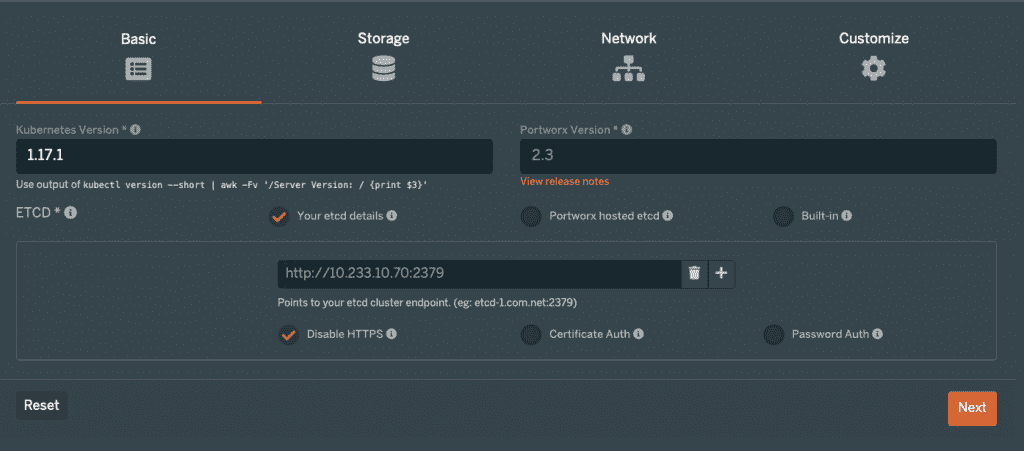 Basic
Storage
Network
Customize
Kubernetes Version *
Portworx Version *
1.17.1
2.3
Use output of kubectl version --short | awk -Fv '/Server Version: / {print $3}'
View release notes
ETCD *
Your etcd details
Portworx hosted etcd
Built-in
http://10.233.10.70:2379
Points to your etcd cluster endpoint. (eg: etcd-1.com.net:2379)
Disable HTTPS
Certificate Auth
Password Auth
Reset
Next